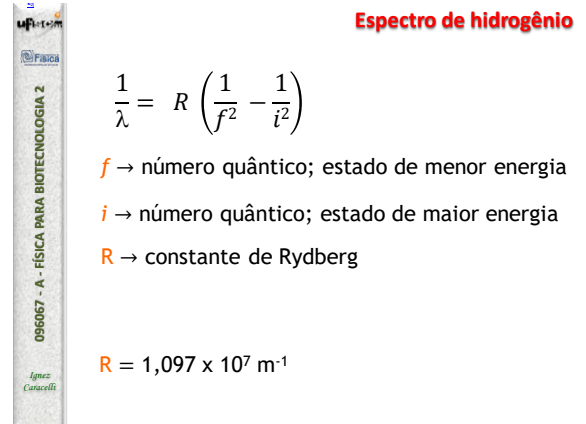 Espectro de hidrogênio
Física
096067 - A - FÍSICA PARA BIOTECNOLOGIA 2
Ignez
Caracelli
1/λ = R (1/f² − 1/i²)
f → número quântico; estado de menor energia
i → número quântico; estado de maior energia
R → constante de Rydberg
R = 1,097 x 10⁷ m⁻¹